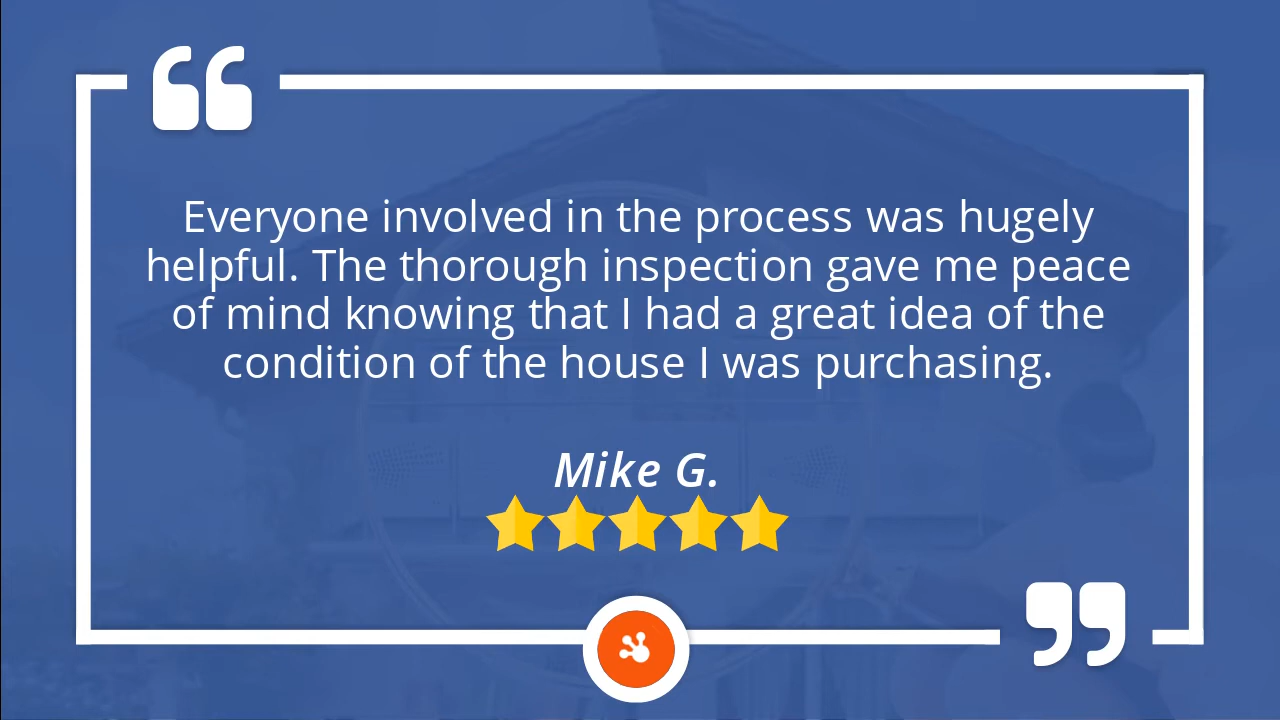 Everyone involved in the process was hugely
helpful. The thorough inspection gave me peace
of mind knowing that I had a great idea of the
condition of the house I was purchasing.
Mike G.